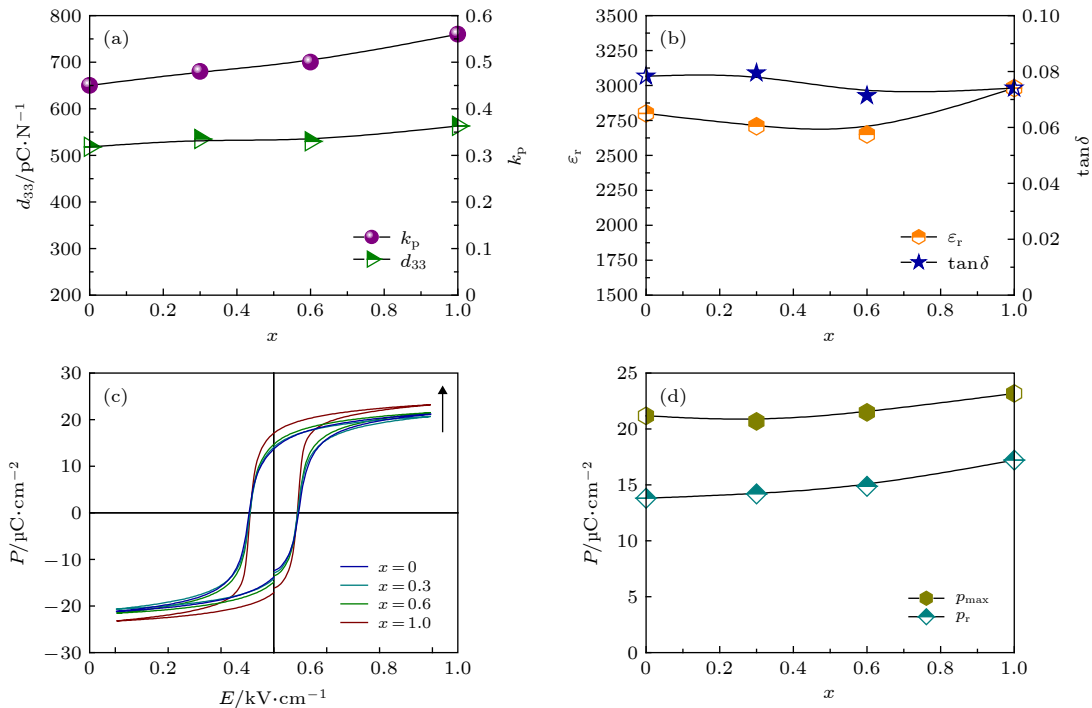 (a)
800
700
600
500
400
300
200
0.6
0.5
0.4
0.3
0.2
0.1
0
d33/pC·N−1
kp
kp
d33
0 0.2 0.4 0.6 0.8 1.0
x
(b)
3500
3250
3000
2750
2500
2250
2000
1750
1500
0.10
0.08
0.06
0.04
0.02
0
εr
tanδ
εr
tanδ
0 0.2 0.4 0.6 0.8 1.0
x
(c)
30
20
10
0
−10
−20
−30
P/µC·cm−2
x=0
x=0.3
x=0.6
x=1.0
0 0.2 0.4 0.6 0.8 1.0
E/kV·cm−1
(d)
25
20
15
10
5
0
P/µC·cm−2
pmax
pr
0 0.2 0.4 0.6 0.8 1.0
x